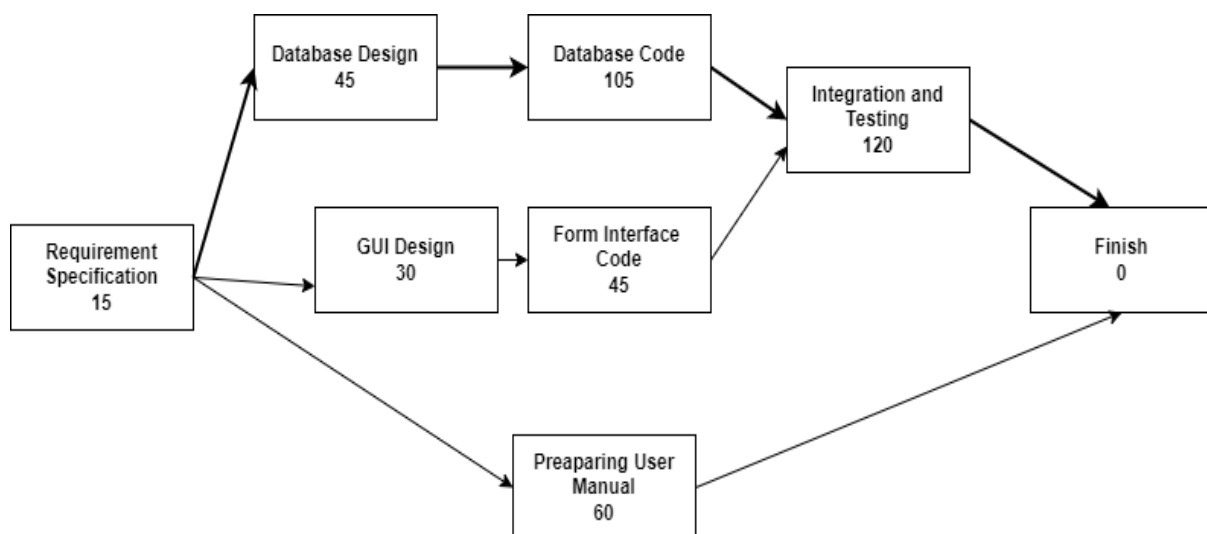 Database Design
45
Database Code
105
Integration and
Testing
120
Requirement
Specification
15
GUI Design
30
Form Interface
Code
45
Finish
0
Preaparing User
Manual
60